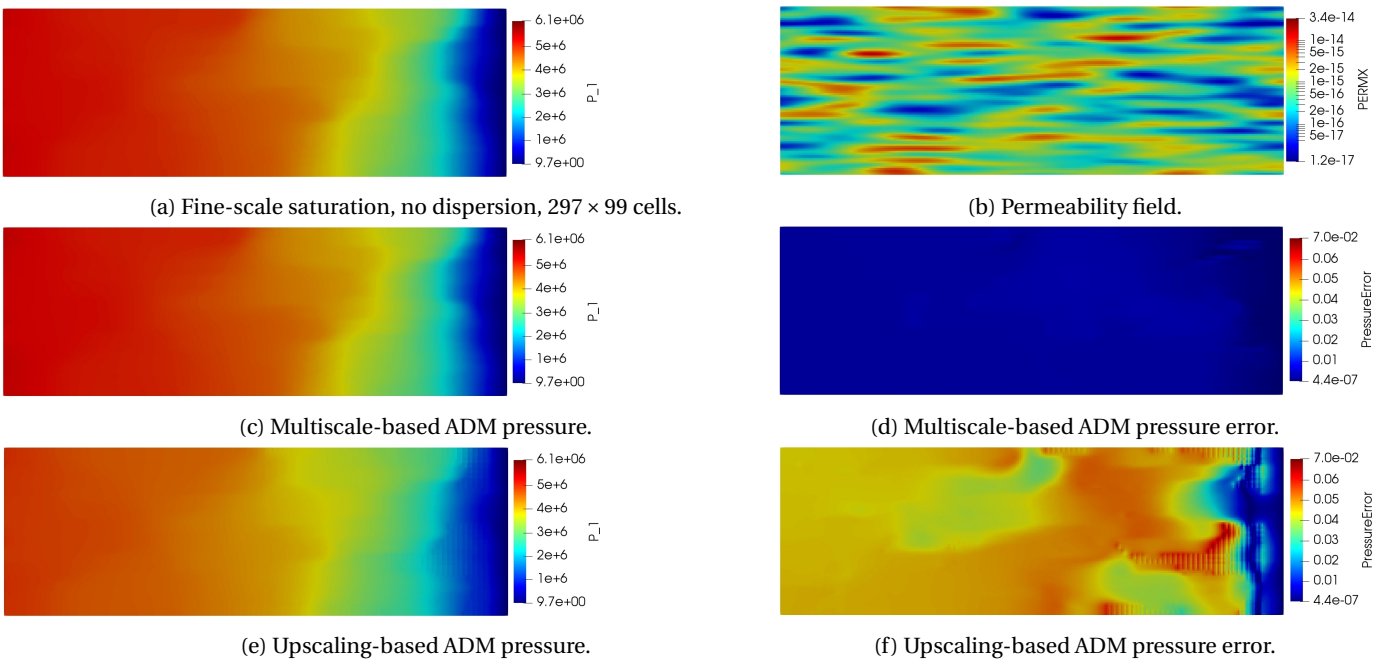 6.1e+06
5e+6
4e+6
3e+6
2e+6
1e+6
9.7e+00
P_1
(a) Fine-scale saturation, no dispersion, 297 × 99 cells.
3.4e-14
1e-14
5e-15
2e-15
1e-15
5e-16
2e-16
1e-16
5e-17
1.2e-17
PERMX
(b) Permeability field.
6.1e+06
5e+6
4e+6
3e+6
2e+6
1e+6
9.7e+00
P_1
(c) Multiscale-based ADM pressure.
7.0e-02
0.06
0.05
0.04
0.03
0.02
0.01
4.4e-07
PressureError
(d) Multiscale-based ADM pressure error.
6.1e+06
5e+6
4e+6
3e+6
2e+6
1e+6
9.7e+00
P_1
(e) Upscaling-based ADM pressure.
7.0e-02
0.06
0.05
0.04
0.03
0.02
0.01
4.4e-07
PressureError
(f) Upscaling-based ADM pressure error.